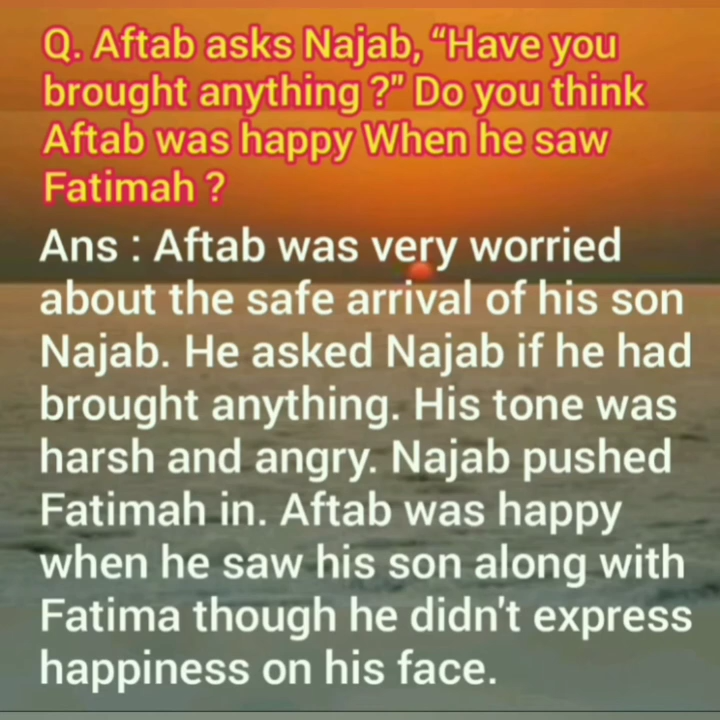 Q. Aftab asks Najab, “Have you
brought anything ?” Do you think
Aftab was happy When he saw
Fatimah ?
Ans : Aftab was very worried
about the safe arrival of his son
Najab. He asked Najab if he had
brought anything. His tone was
harsh and angry. Najab pushed
Fatimah in. Aftab was happy
when he saw his son along with
Fatima though he didn't express
happiness on his face.